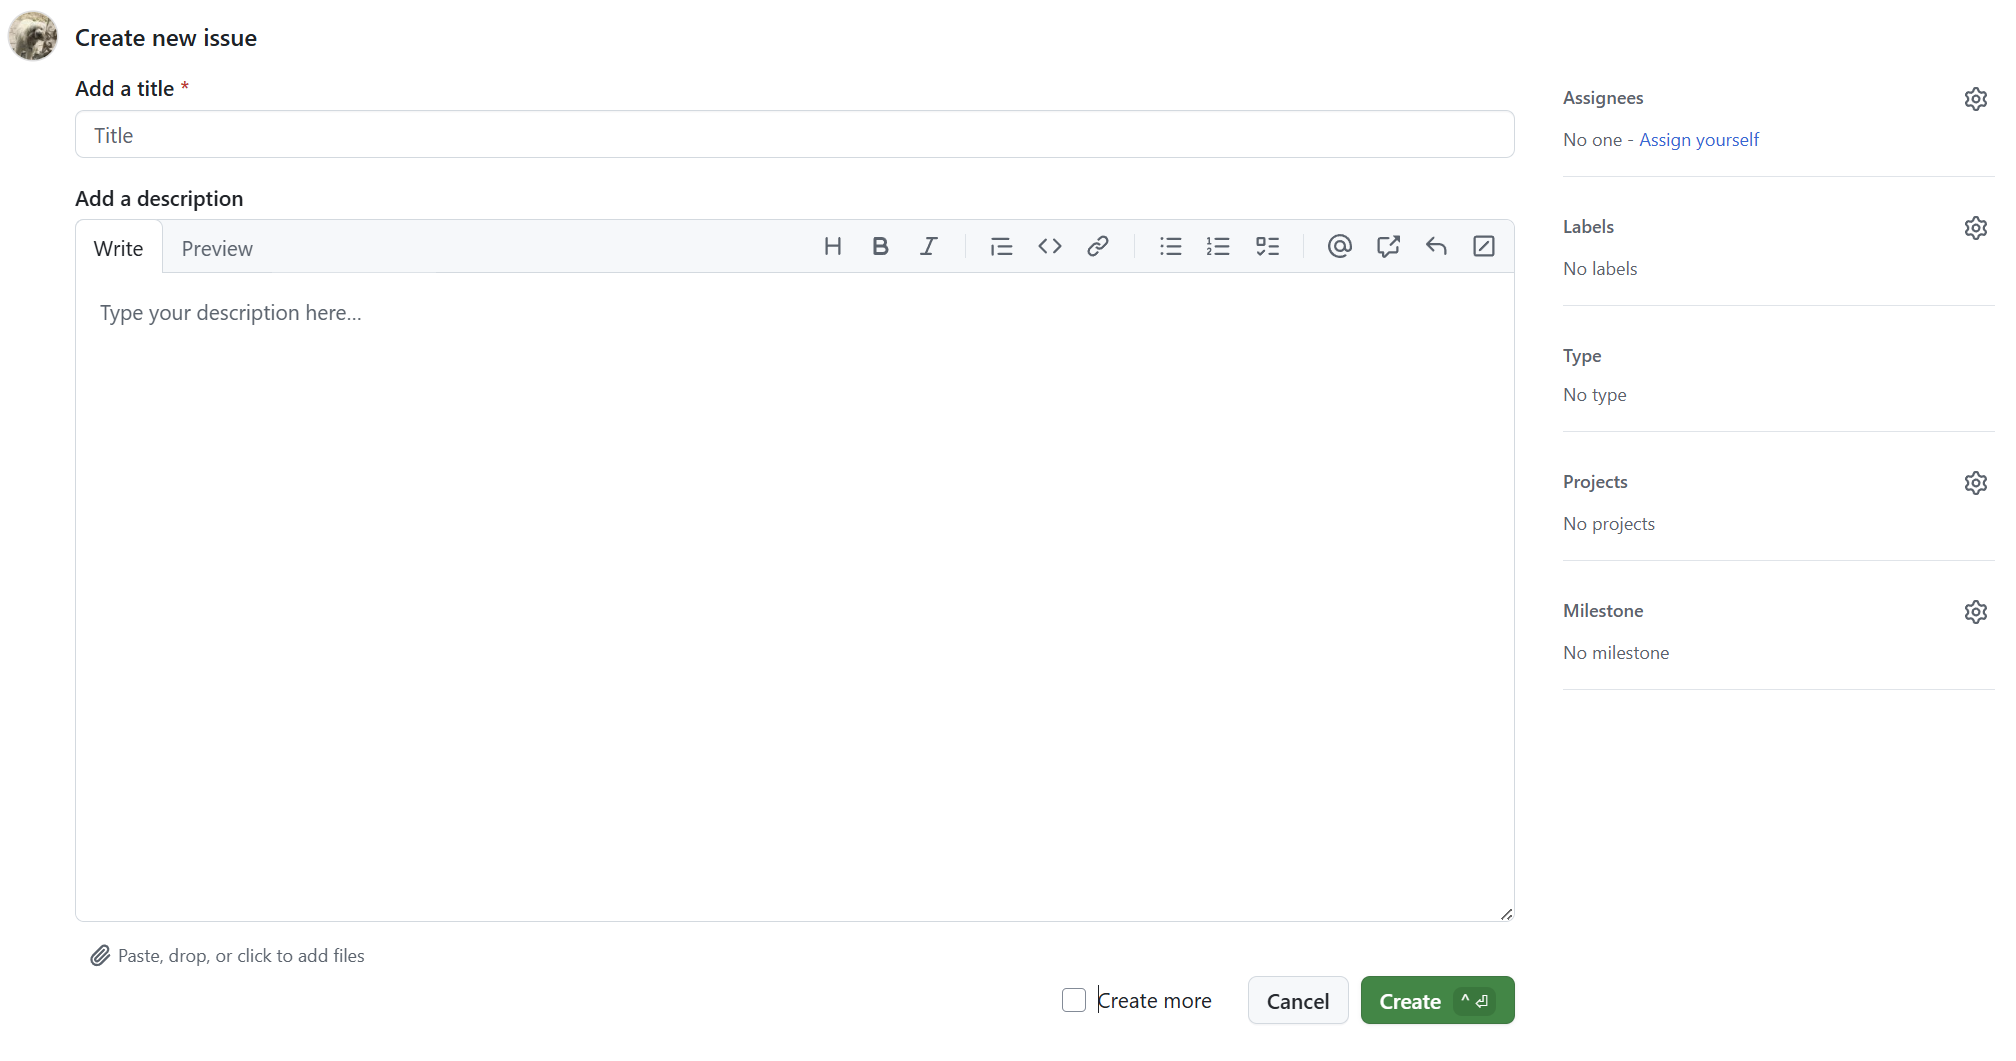 Create new issue
Add a title *
Title
Add a description
Write Preview
Type your description here...
Paste, drop, or click to add files
Create more Cancel Create ^ ⏎
Assignees
No one - Assign yourself
Labels
No labels
Type
No type
Projects
No projects
Milestone
No milestone